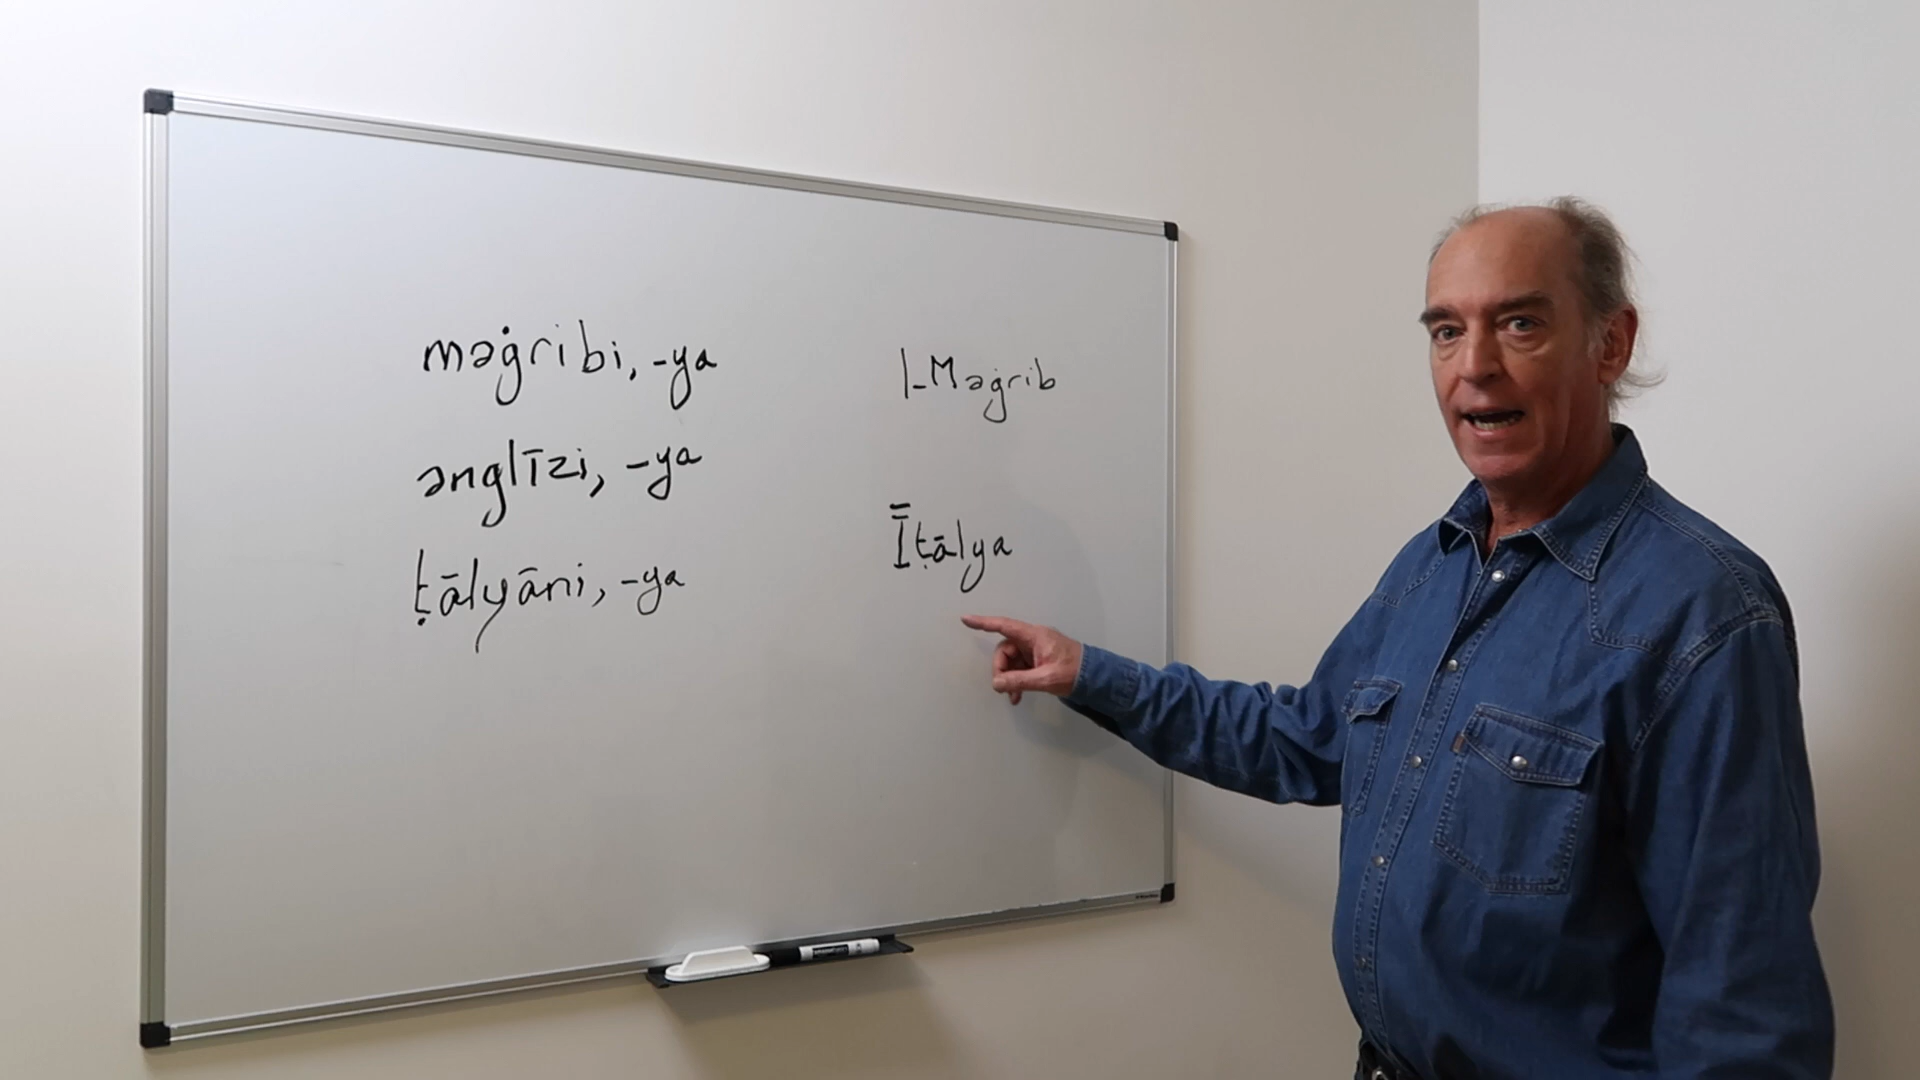 məġribi, -ya
l-Məġrib
ənglīzi, -ya
Īṭālya
ṭālyāni, -ya